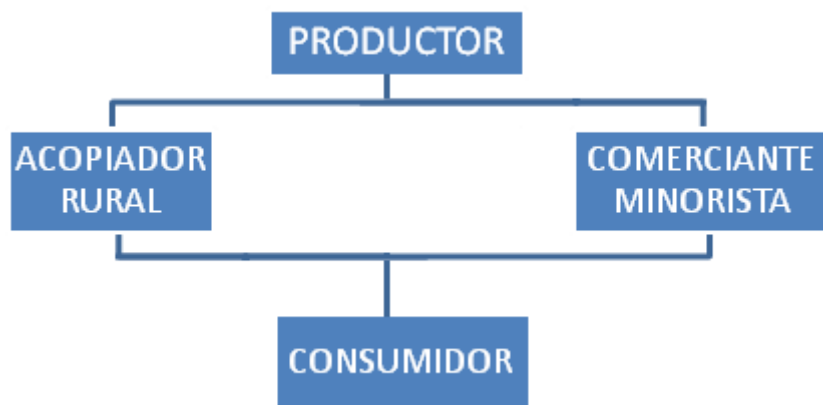 PRODUCTOR
ACOPIADOR
RURAL
COMERCIANTE
MINORISTA
CONSUMIDOR